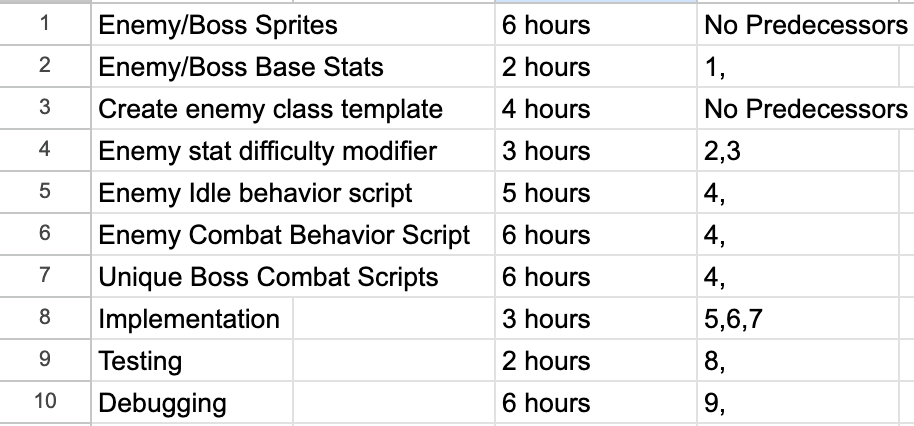 1 Enemy/Boss Sprites 6 hours No Predecessors
2 Enemy/Boss Base Stats 2 hours 1,
3 Create enemy class template 4 hours No Predecessors
4 Enemy stat difficulty modifier 3 hours 2,3
5 Enemy Idle behavior script 5 hours 4,
6 Enemy Combat Behavior Script 6 hours 4,
7 Unique Boss Combat Scripts 6 hours 4,
8 Implementation 3 hours 5,6,7
9 Testing 2 hours 8,
10 Debugging 6 hours 9,